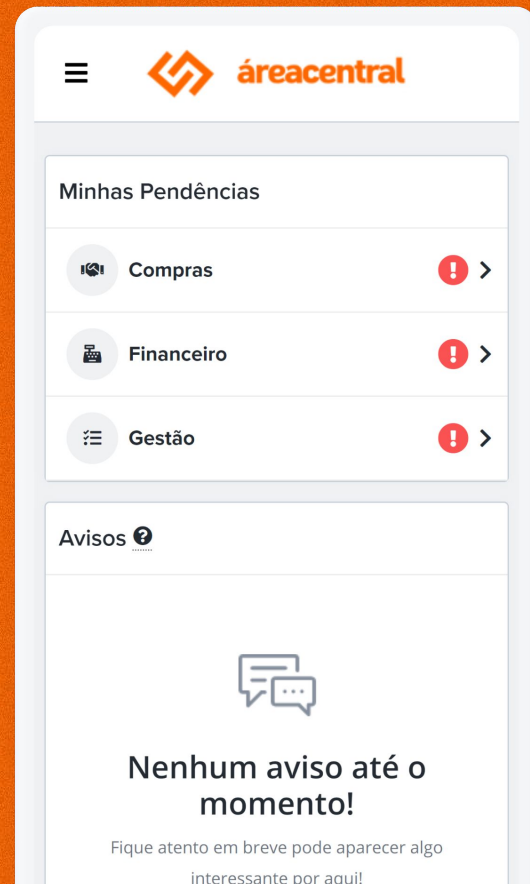 áreacentral
Minhas Pendências
Compras
Financeiro
Gestão
Avisos
Nenhum aviso até o
momento!
Fique atento em breve pode aparecer algo
interessante por aqui!